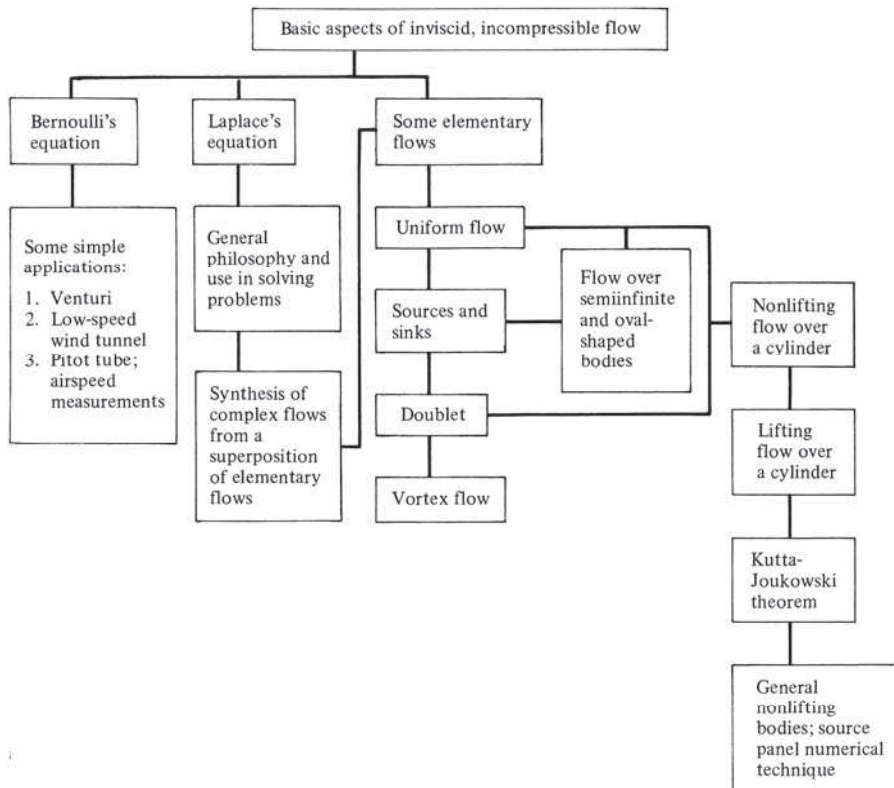 Basic aspects of inviscid, incompressible flow
Bernoulli's
equation
Laplace's
equation
Some elementary
flows
Some simple
applications:
1. Venturi
2. Low-speed
wind tunnel
3. Pitot tube;
airspeed
measurements
General
philosophy and
use in solving
problems
Synthesis of
complex flows
from a
superposition
of elementary
flows
Uniform flow
Sources and
sinks
Doublet
Vortex flow
Flow over
semiinfinite
and oval-
shaped
bodies
Nonlifting
flow over
a cylinder
Lifting
flow over
a cylinder
Kutta-
Joukowski
theorem
General
nonlifting
bodies; source
panel numerical
technique